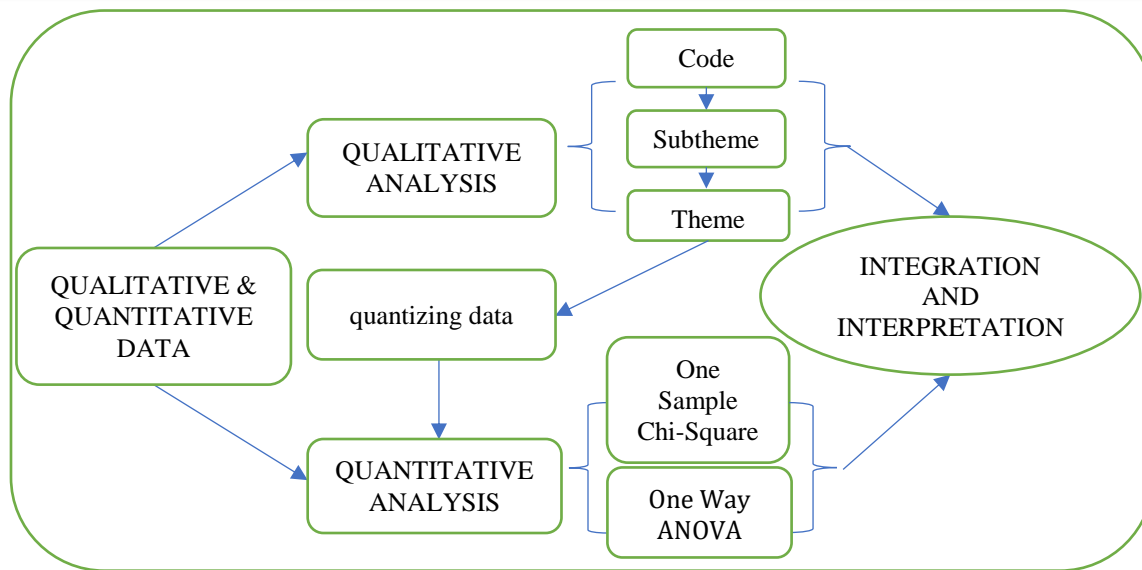 Code
Subtheme
Theme
QUALITATIVE
ANALYSIS
QUALITATIVE &
QUANTITATIVE
DATA
quantizing data
INTEGRATION
AND
INTERPRETATION
One
Sample
Chi-Square
QUANTITATIVE
ANALYSIS
One Way
ANOVA